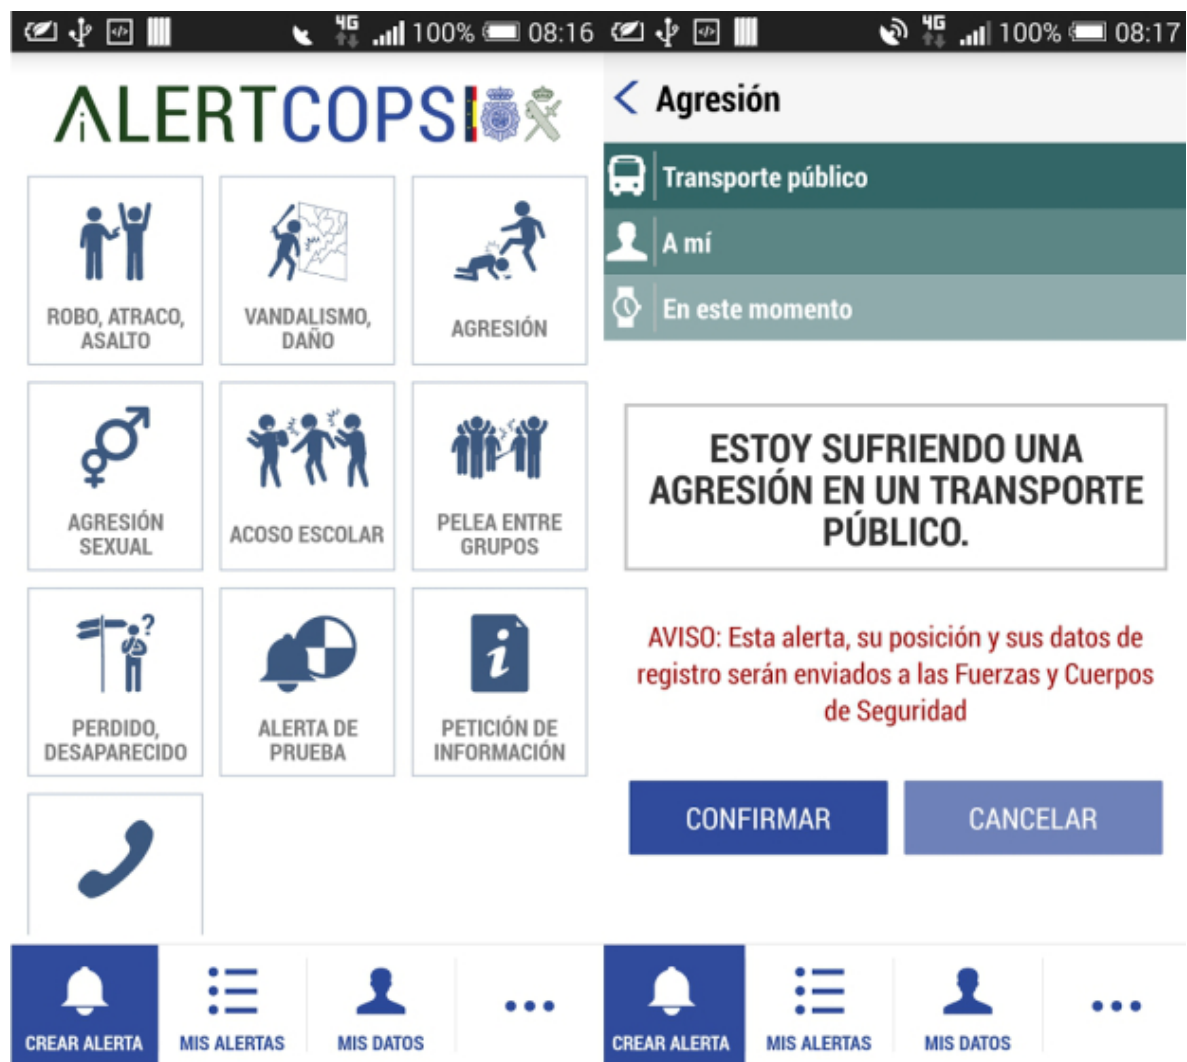 4G 100% 08:16
ALERTCOPS
ROBO, ATRACO,
ASALTO
VANDALISMO,
DAÑO
AGRESIÓN
AGRESIÓN
SEXUAL
ACOSO ESCOLAR
PELEA ENTRE
GRUPOS
?
PERDIDO,
DESAPARECIDO
ALERTA DE
PRUEBA
i
PETICIÓN DE
INFORMACIÓN
CREAR ALERTA
MIS ALERTAS
MIS DATOS
4G 100% 08:17
Agresión
Transporte público
A mí
En este momento
ESTOY SUFRIENDO UNA
AGRESIÓN EN UN TRANSPORTE
PÚBLICO.
AVISO: Esta alerta, su posición y sus datos de
registro serán enviados a las Fuerzas y Cuerpos
de Seguridad
CONFIRMAR
CANCELAR
CREAR ALERTA
MIS ALERTAS
MIS DATOS